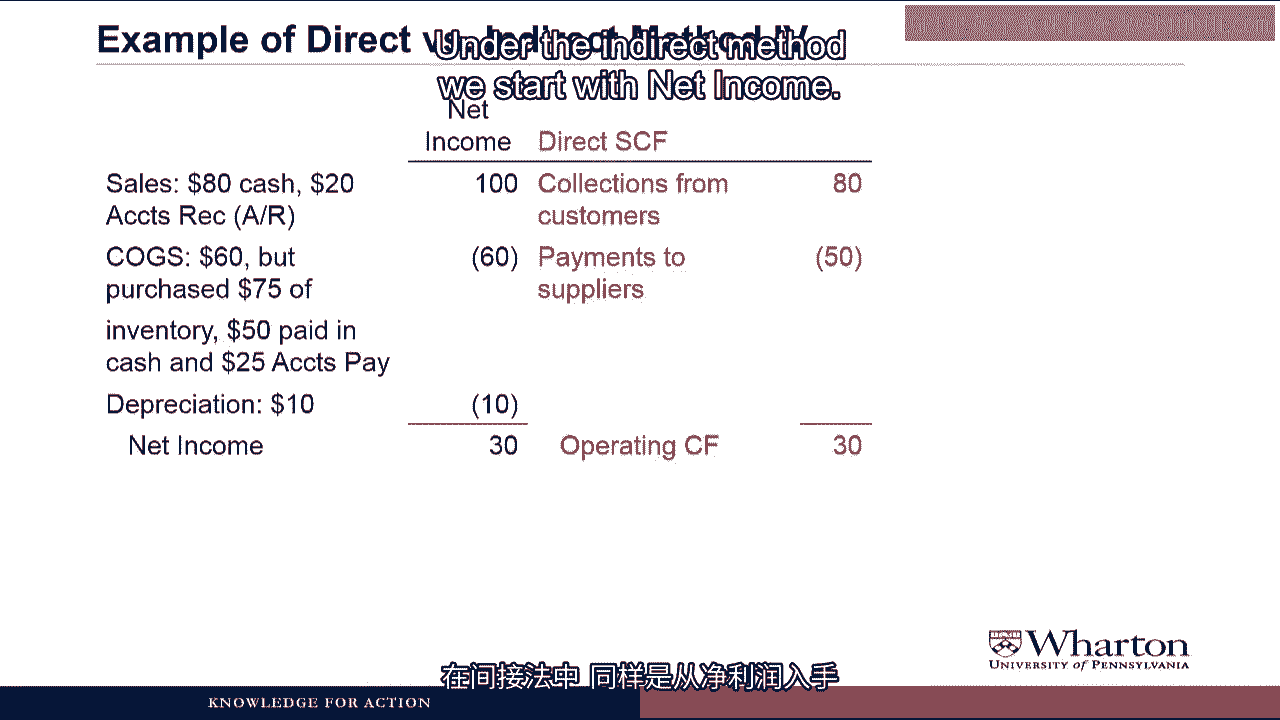 Example of Direct vs. Indirect Method IV
Under the indirect method
we start with Net Income.
Net
Income Direct SCF
Sales: $80 cash, $20 100 Collections from 80
Accts Rec (A/R) customers
COGS: $60, but (60) Payments to (50)
purchased $75 of suppliers
inventory, $50 paid in
cash and $25 Accts Pay
Depreciation: $10 (10)
Net Income 30 Operating CF 30
Wharton
UNIVERSITY of PENNSYLVANIA
在间接法中 同样是从净利润入手
KNOWLEDGE FOR ACTION